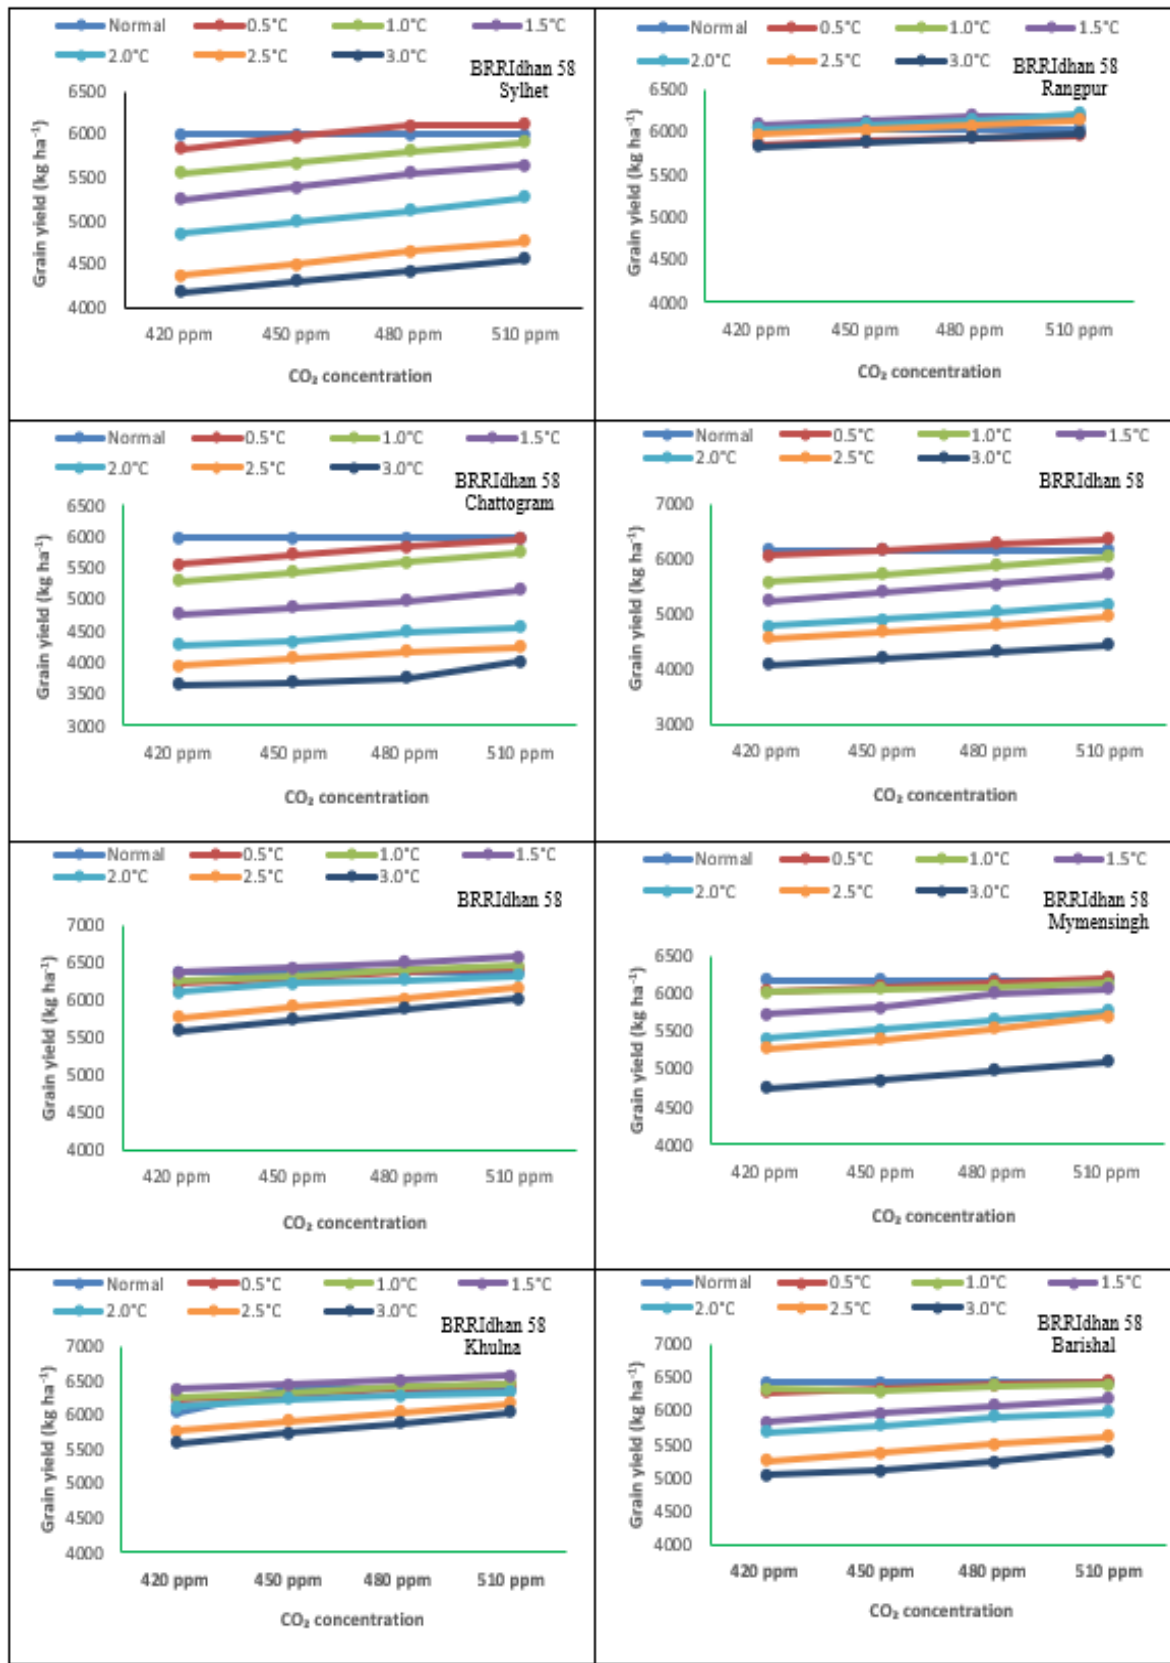 Normal 0.5°C 1.0°C 1.5°C
2.0°C 2.5°C 3.0°C
BRRIdhan 58
Sylhet
Grain yield (kg ha⁻¹)
6500
6000
5500
5000
4500
4000
420 ppm 450 ppm 480 ppm 510 ppm
CO₂ concentration
Normal 0.5°C 1.0°C 1.5°C
2.0°C 2.5°C 3.0°C
BRRIdhan 58
Rangpur
Grain yield (kg ha⁻¹)
6500
6000
5500
5000
4500
4000
420 ppm 450 ppm 480 ppm 510 ppm
CO₂ concentration
Normal 0.5°C 1.0°C 1.5°C
2.0°C 2.5°C 3.0°C
BRRIdhan 58
Chattogram
Grain yield (kg ha⁻¹)
6500
6000
5500
5000
4500
4000
3500
3000
420 ppm 450 ppm 480 ppm 510 ppm
CO₂ concentration
Normal 0.5°C 1.0°C 1.5°C
2.0°C 2.5°C 3.0°C
BRRIdhan 58
Grain yield (kg ha⁻¹)
7000
6000
5000
4000
3000
420 ppm 450 ppm 480 ppm 510 ppm
CO₂ concentration
Normal 0.5°C 1.0°C 1.5°C
2.0°C 2.5°C 3.0°C
BRRIdhan 58
Grain yield (kg ha⁻¹)
7000
6500
6000
5500
5000
4500
4000
420 ppm 450 ppm 480 ppm 510 ppm
CO₂ concentration
Normal 0.5°C 1.0°C 1.5°C
2.0°C 2.5°C 3.0°C
BRRIdhan 58
Mymensingh
Grain yield (kg ha⁻¹)
6500
6000
5500
5000
4500
4000
420 ppm 450 ppm 480 ppm 510 ppm
CO₂ concentration
Normal 0.5°C 1.0°C 1.5°C
2.0°C 2.5°C 3.0°C
BRRIdhan 58
Khulna
Grain yield (kg ha⁻¹)
7000
6500
6000
5500
5000
4500
4000
420 ppm 450 ppm 480 ppm 510 ppm
CO₂ concentration
Normal 0.5°C 1.0°C 1.5°C
2.0°C 2.5°C 3.0°C
BRRIdhan 58
Barishal
Grain yield (kg ha⁻¹)
7000
6500
6000
5500
5000
4500
4000
420 ppm 450 ppm 480 ppm 510 ppm
CO₂ concentration